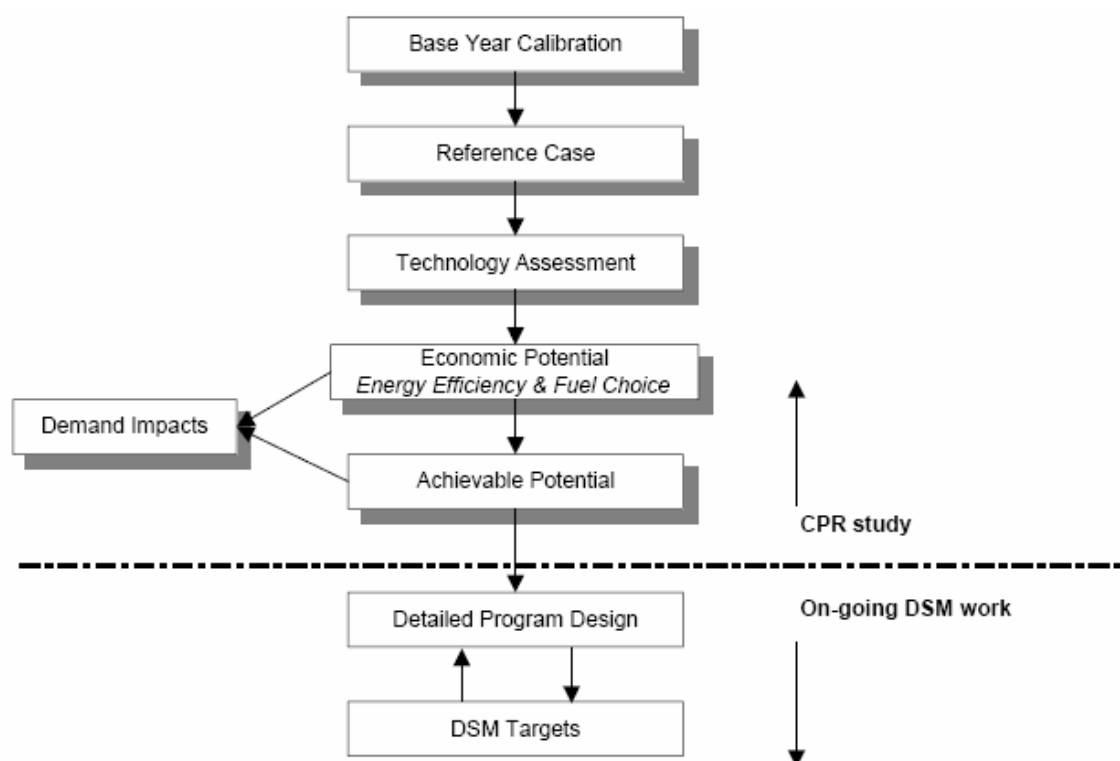 Base Year Calibration
Reference Case
Technology Assessment
Economic Potential
Energy Efficiency & Fuel Choice
Demand Impacts
Achievable Potential
CPR study
Detailed Program Design
On-going DSM work
DSM Targets